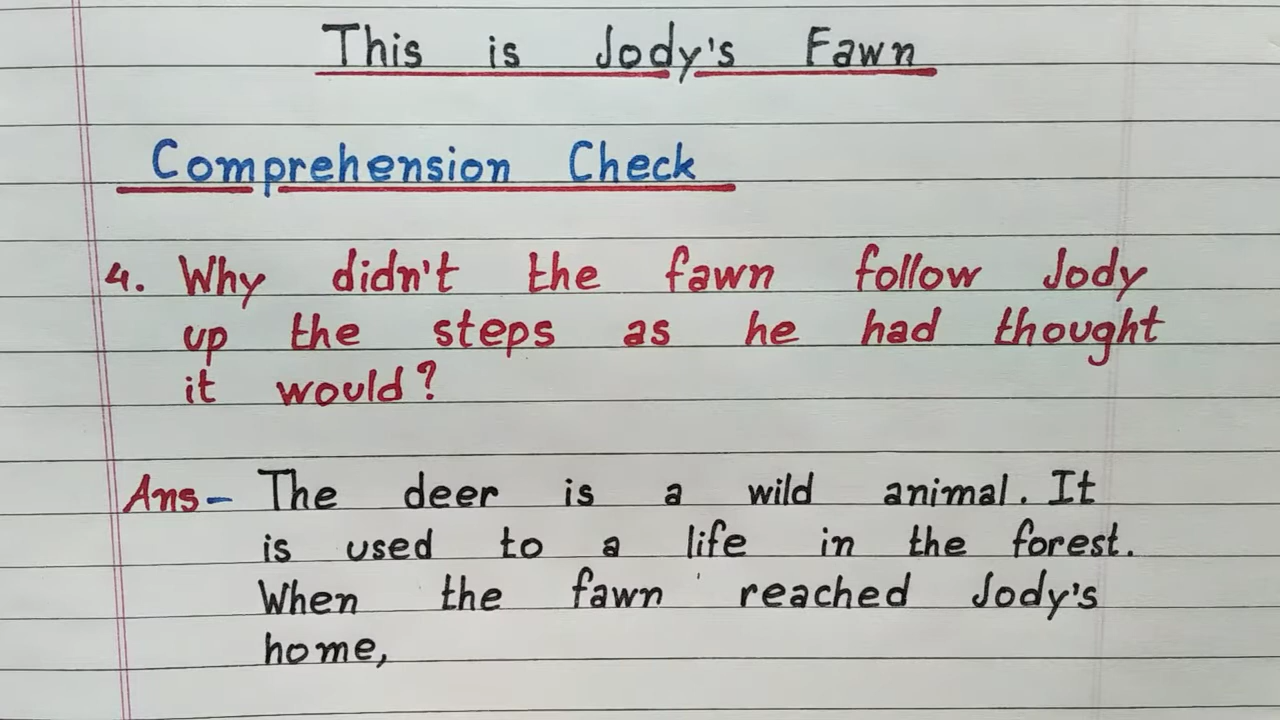 This is Jody's Fawn
Comprehension Check
4. Why didn't the fawn follow Jody
up the steps as he had thought
it would?
Ans- The deer is a wild animal. It
is used to a life in the forest.
When the fawn reached Jody's
home,